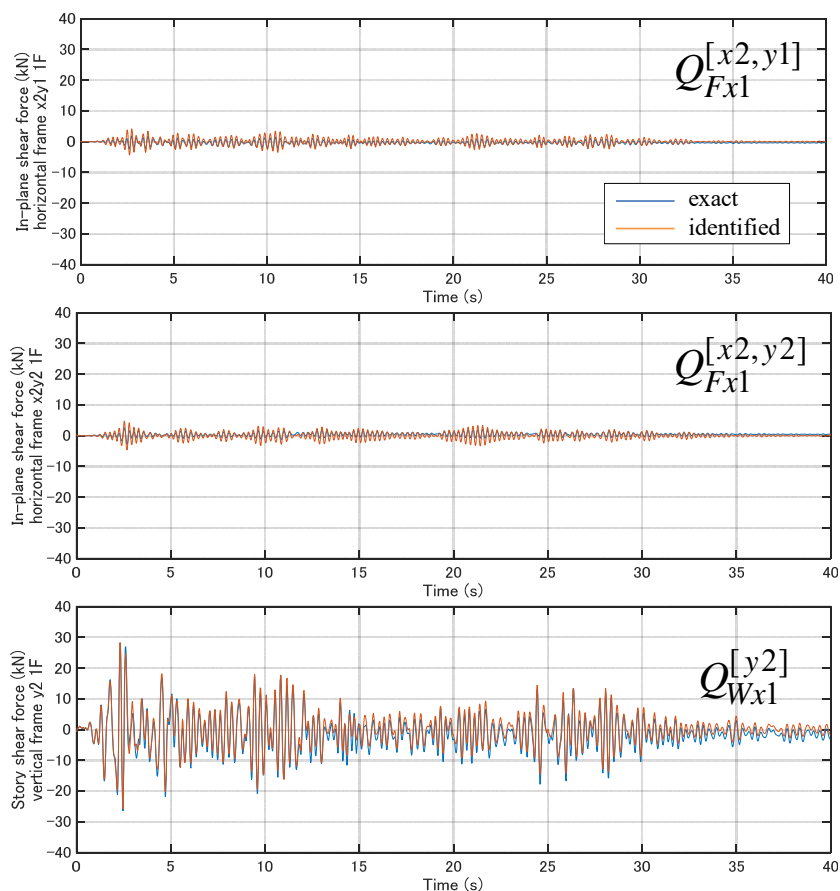 40
30
20
10
0
−10
−20
−30
−40
In-plane shear force (kN)
horizontal frame x2y1 1F
Q_{Fx1}^{[x2,y1]}
exact
identified
0 5 10 15 20 25 30 35 40
Time (s)
40
30
20
10
0
−10
−20
−30
−40
In-plane shear force (kN)
horizontal frame x2y2 1F
Q_{Fx1}^{[x2,y2]}
0 5 10 15 20 25 30 35 40
Time (s)
40
30
20
10
0
−10
−20
−30
−40
Story shear force (kN)
vertical frame y2 1F
Q_{Wx1}^{[y2]}
0 5 10 15 20 25 30 35 40
Time (s)